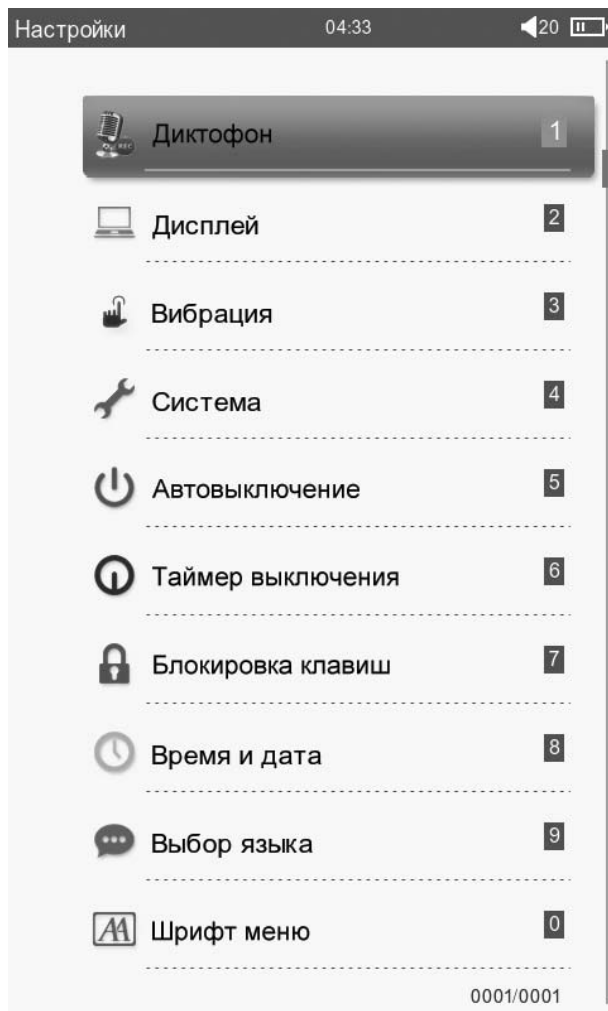 Настройки 04:33 20
Диктофон 1
Дисплей 2
Вибрация 3
Система 4
Автовыключение 5
Таймер выключения 6
Блокировка клавиш 7
Время и дата 8
Выбор языка 9
AA Шрифт меню 0
0001/0001